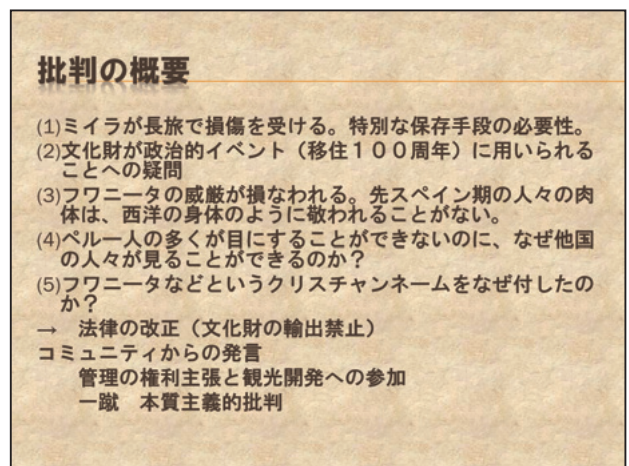 批判の概要
(1)ミイラが長旅で損傷を受ける。特別な保存手段の必要性。
(2)文化財が政治的イベント（移住１００周年）に用いられる
ことへの疑問
(3)フワニータの威厳が損なわれる。先スペイン期の人々の肉
体は、西洋の身体のように敬われることがない。
(4)ペルー人の多くが目にすることができないのに、なぜ他国
の人々が見ることができるのか？
(5)フワニータなどというクリスチャンネームをなぜ付したの
か？
→　法律の改正（文化財の輸出禁止）
コミュニティからの発言
管理の権利主張と観光開発への参加
一蹴　本質主義的批判